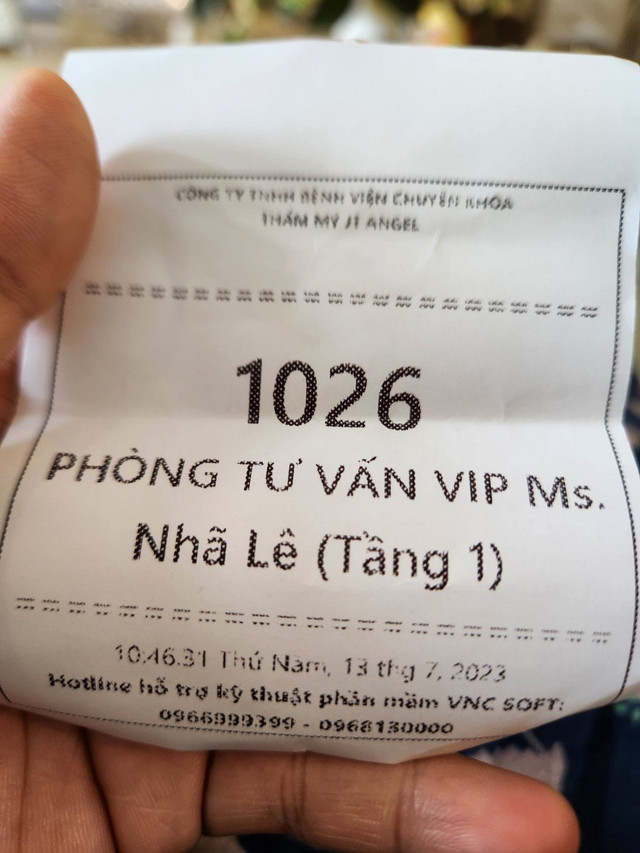 CÔNG TY TNHH BỆNH VIỆN CHUYÊN KHOA
THẨM MỸ JT ANGEL
1026
PHÒNG TƯ VẤN VIP Ms.
Nhã Lê (Tầng 1)
10:46:31 Thứ Năm, 13 thg 7, 2023
Hotline hỗ trợ kỹ thuật phần mềm VNC SOFT:
0966999399 - 0968130000